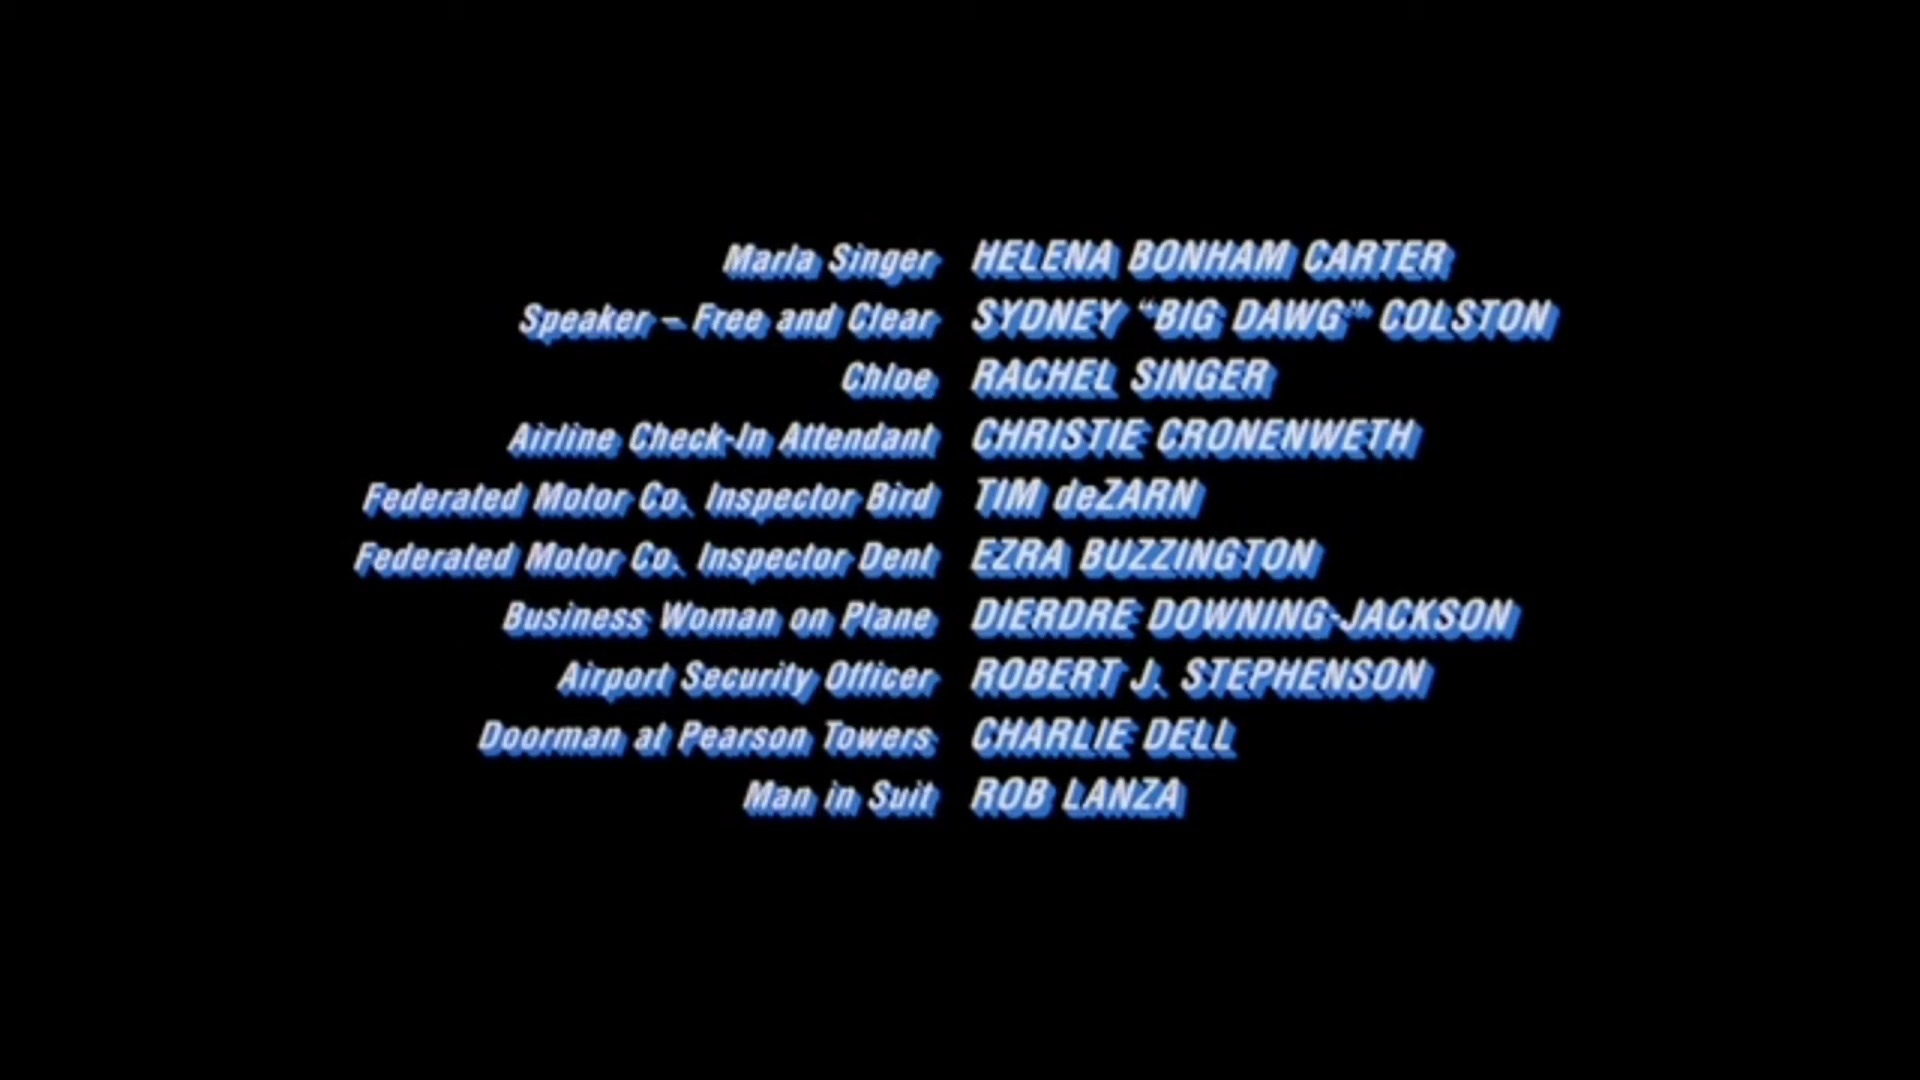 Marla Singer HELENA BONHAM CARTER
Speaker – Free and Clear SYDNEY “BIG DAWG” COLSTON
Chloe RACHEL SINGER
Airline Check-In Attendant CHRISTIE CRONENWETH
Federated Motor Co. Inspector Bird TIM deZARN
Federated Motor Co. Inspector Dent EZRA BUZZINGTON
Business Woman on Plane DIERDRE DOWNING-JACKSON
Airport Security Officer ROBERT J. STEPHENSON
Doorman at Pearson Towers CHARLIE DELL
Man in Suit ROB LANZA